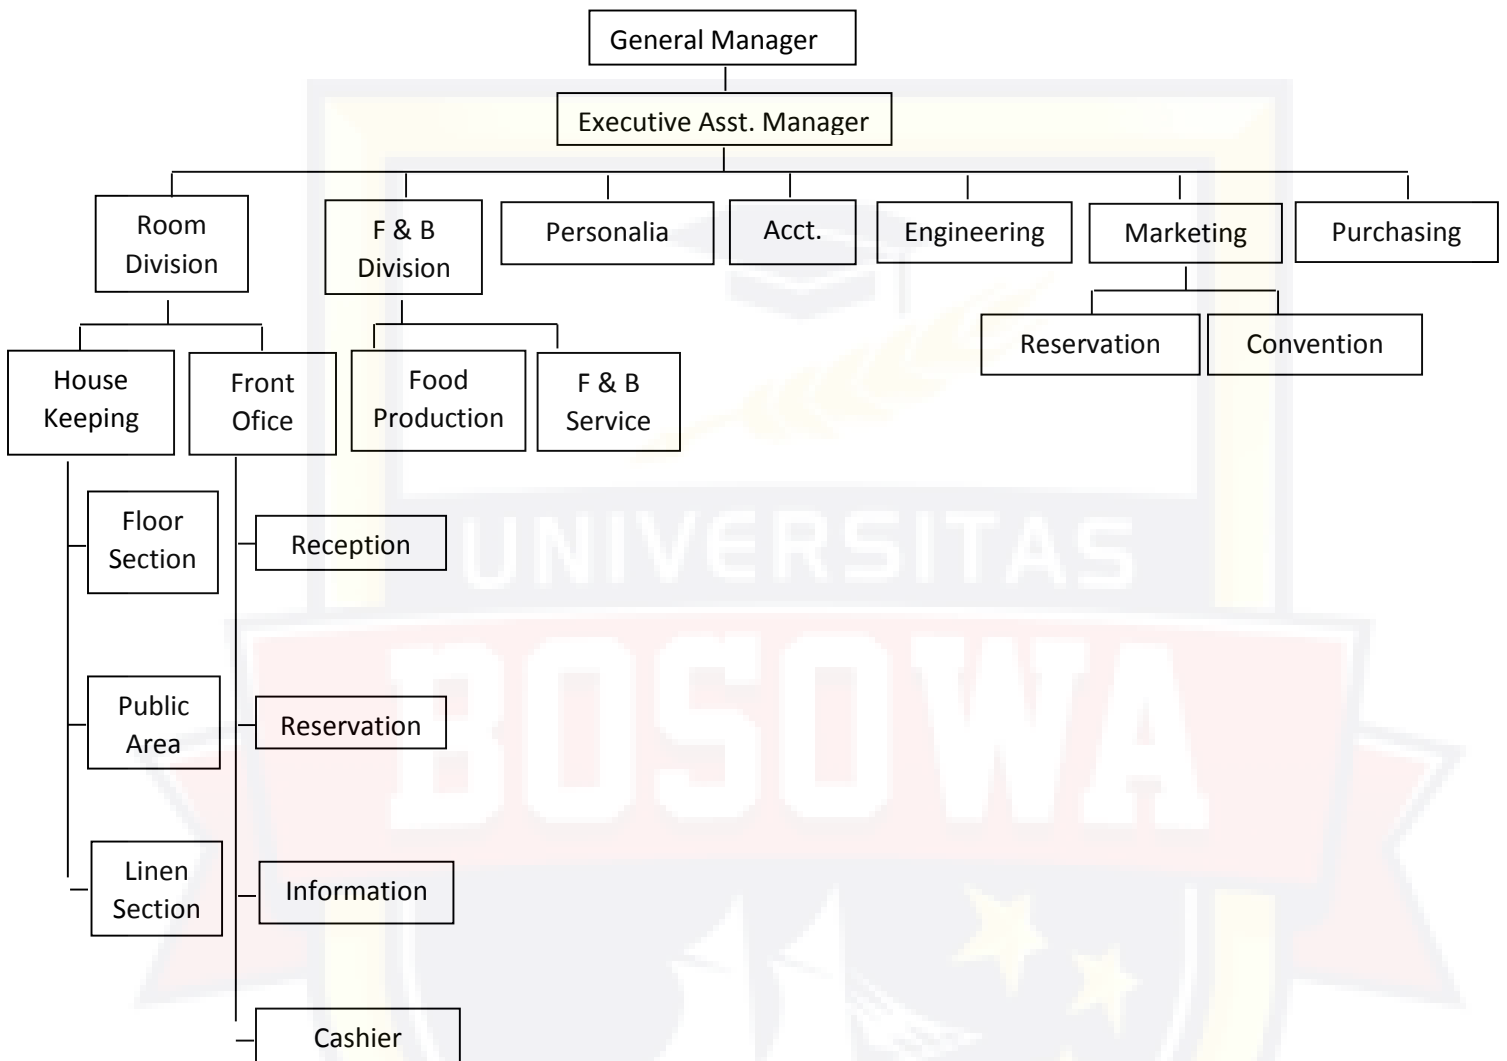 General Manager
Executive Asst. Manager
Room
Division
F & B
Division
Personalia
Acct.
Engineering
Marketing
Purchasing
Reservation
Convention
House
Keeping
Front
Ofice
Food
Production
F & B
Service
Floor
Section
Reception
Public
Area
Reservation
Linen
Section
Information
Cashier
UNIVERSITAS
BOSOWA